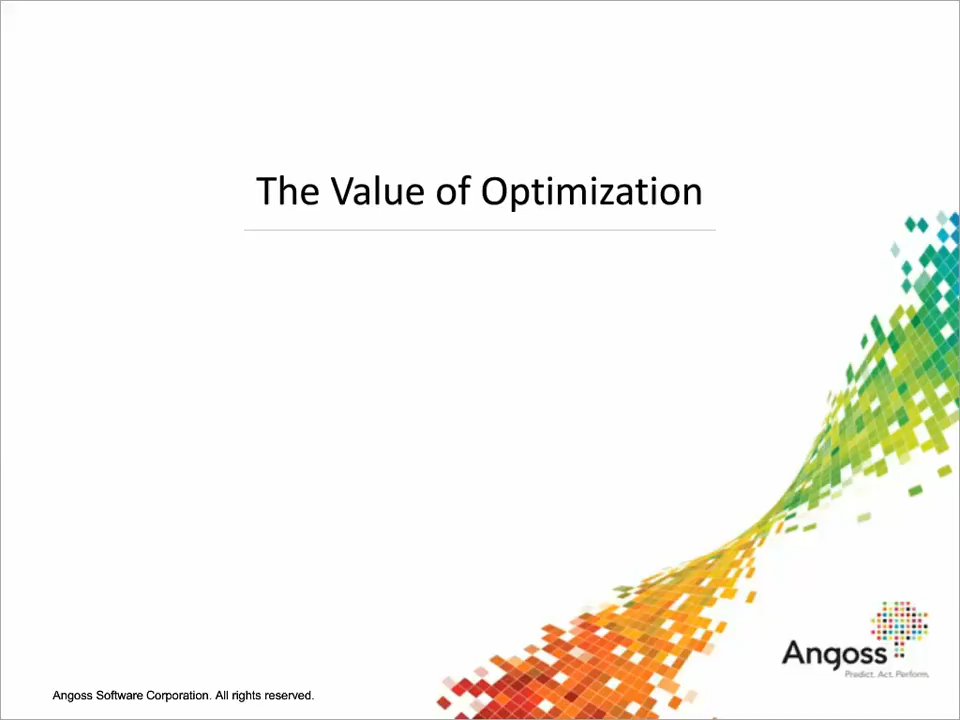 The Value of Optimization
Angoss
Predict. Act. Perform.
Angoss Software Corporation. All rights reserved.